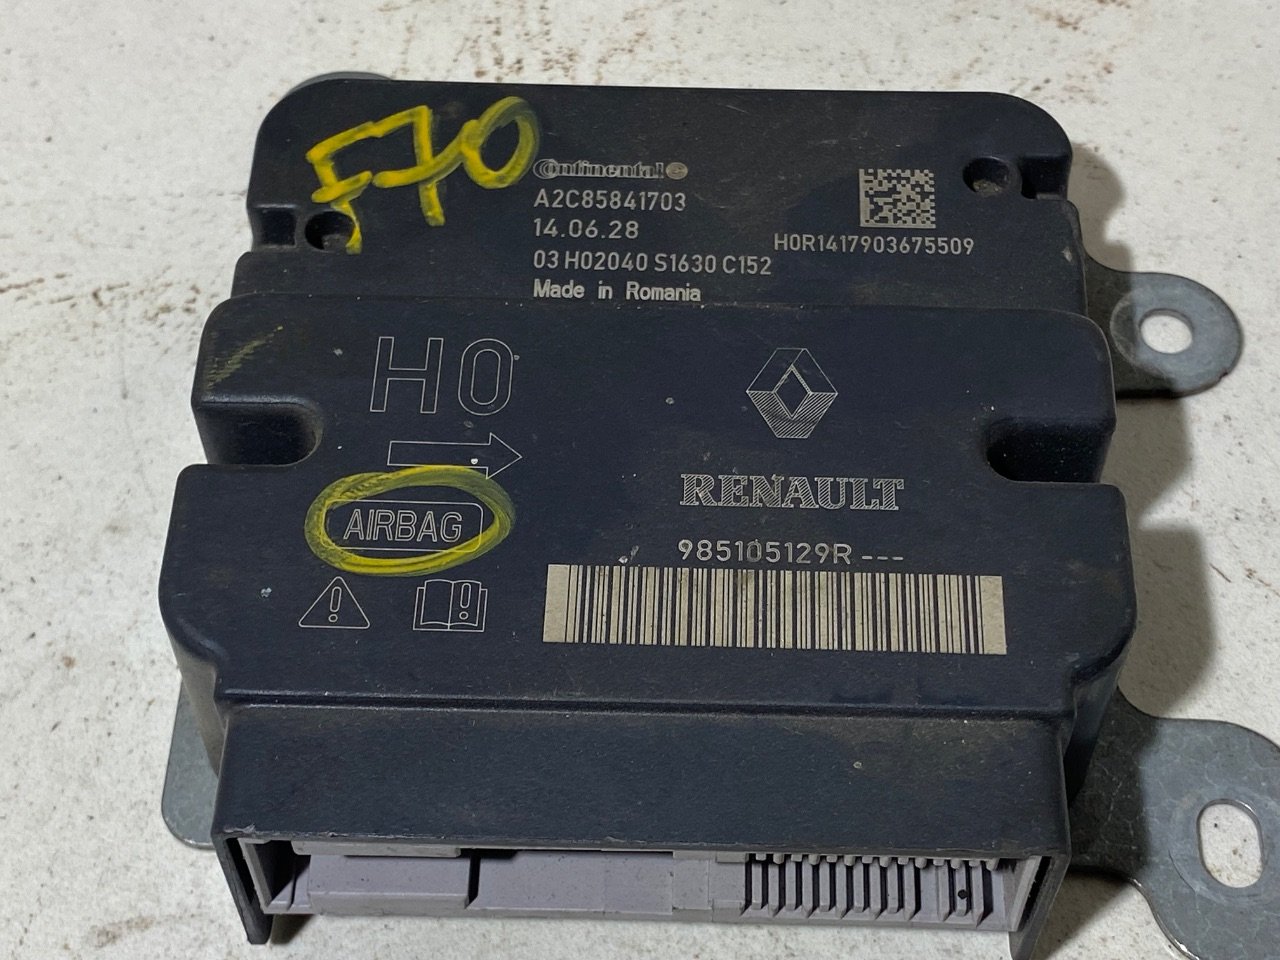 F70
Continental
A2C85841703
14.06.28
03 H02040 S1630 C152
Made in Romania
H0R1417903675509
H0
RENAULT
AIRBAG
985105129R---